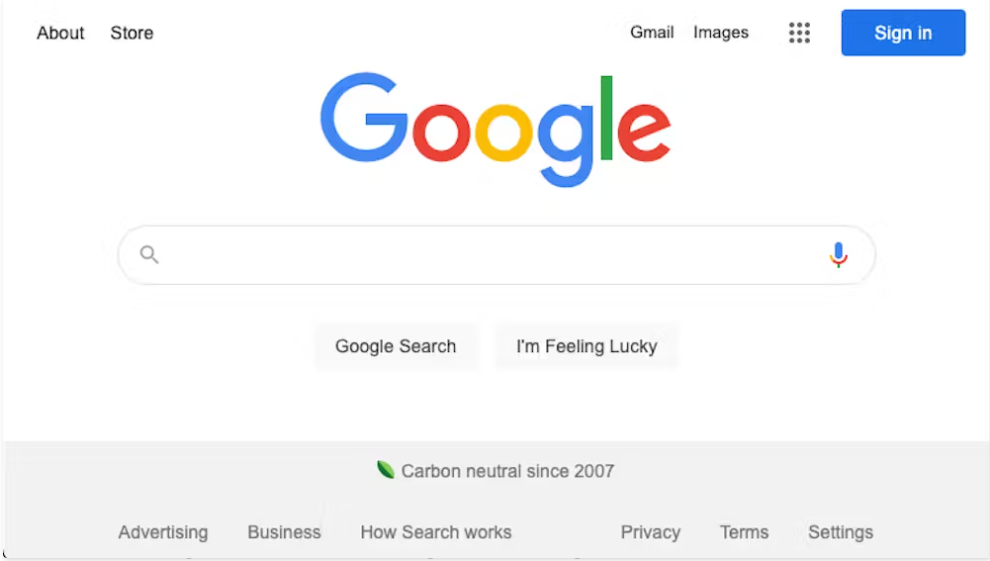 About Store Gmail Images Sign in
Google
Google Search I'm Feeling Lucky
Carbon neutral since 2007
Advertising Business How Search works Privacy Terms Settings